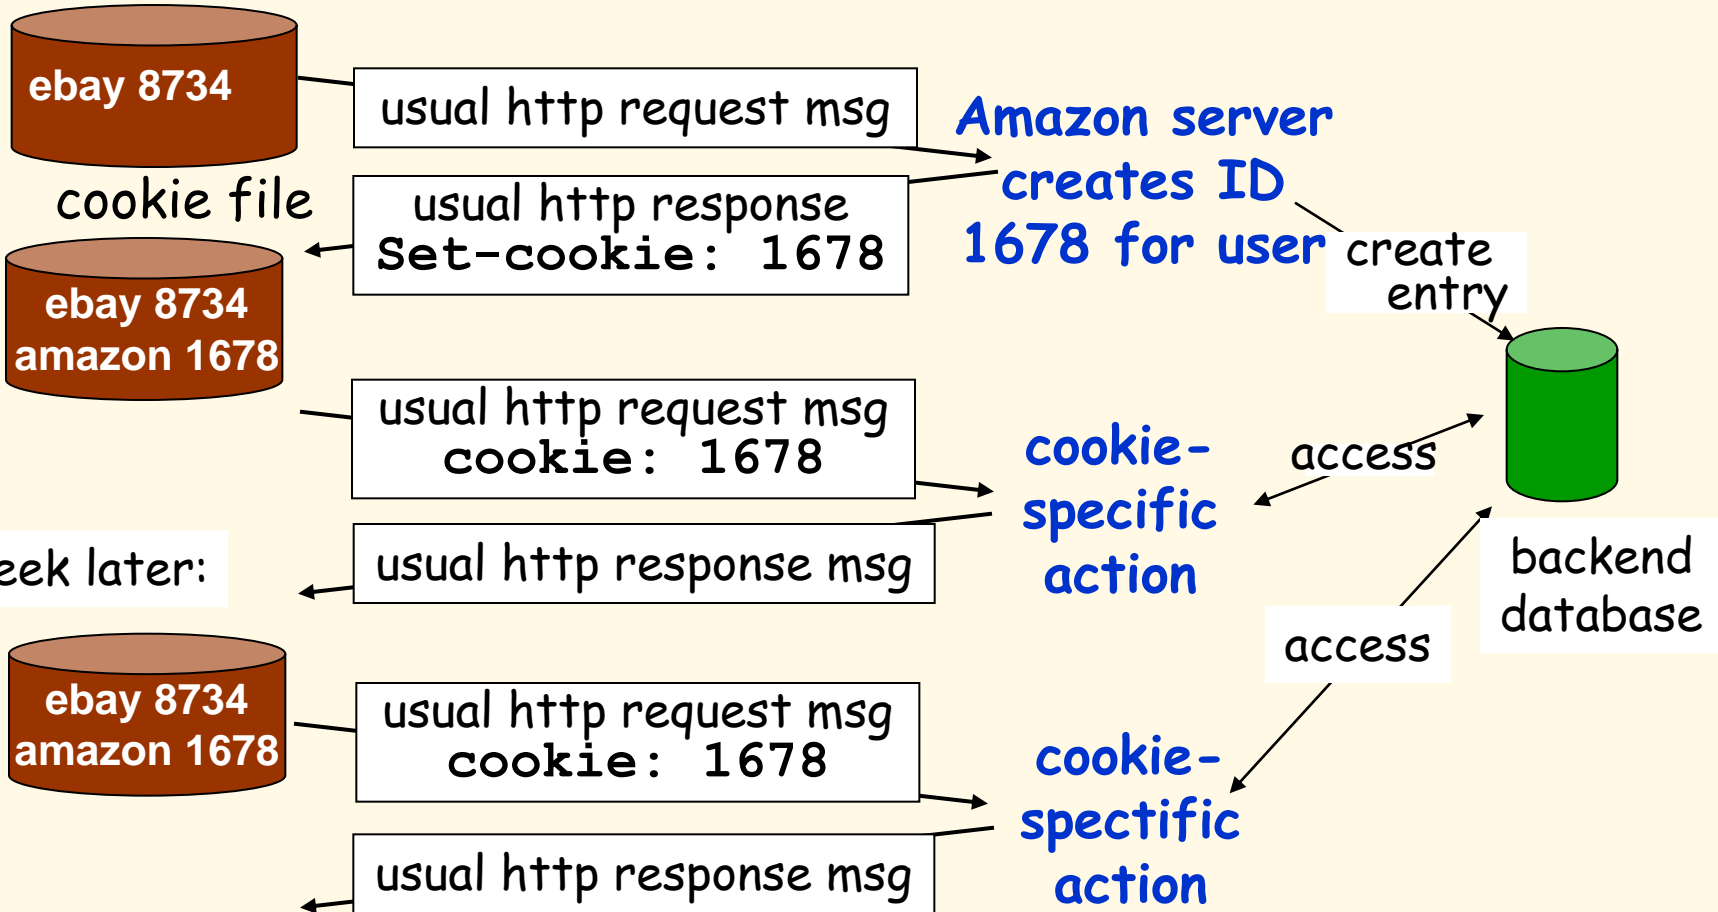 ebay 8734
usual http request msg
Amazon server
creates ID
1678 for user
cookie file
usual http response
Set-cookie: 1678
create
entry
ebay 8734
amazon 1678
usual http request msg
cookie: 1678
cookie-
specific
action
access
backend
database
later:
usual http response msg
access
ebay 8734
amazon 1678
usual http request msg
cookie: 1678
cookie-
spectific
action
usual http response msg